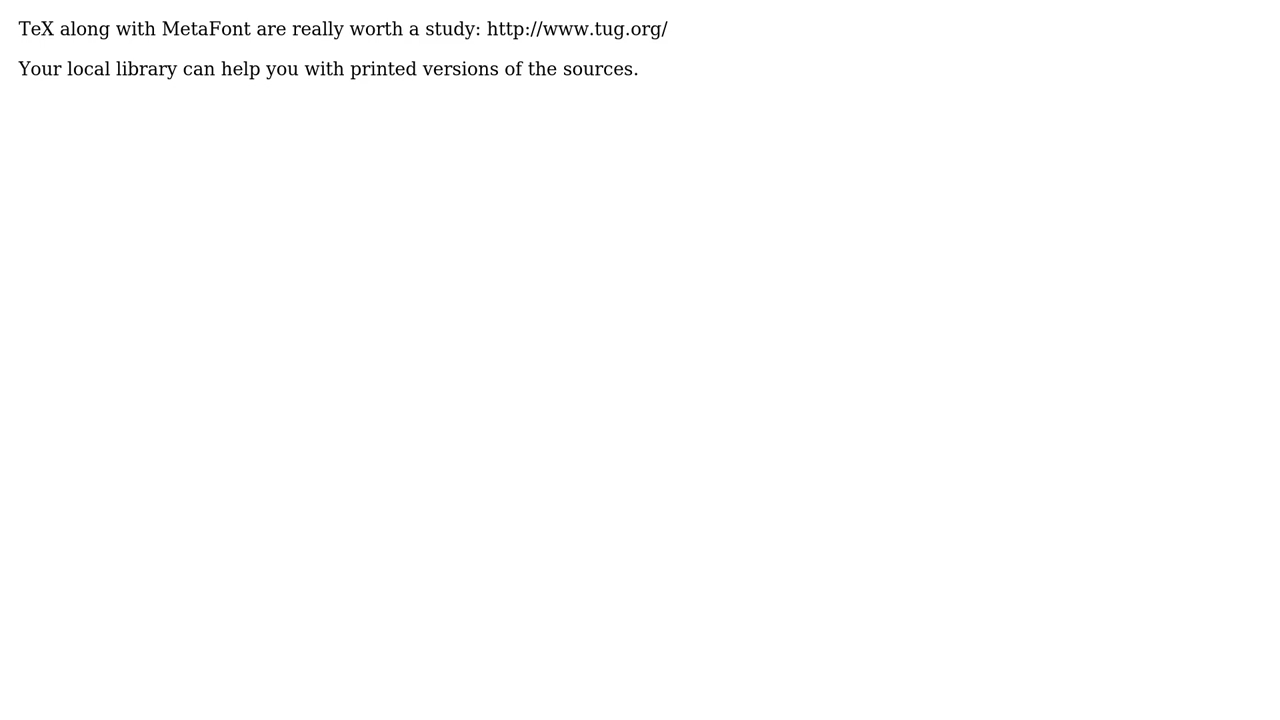 TeX along with MetaFont are really worth a study: http://www.tug.org/
Your local library can help you with printed versions of the sources.